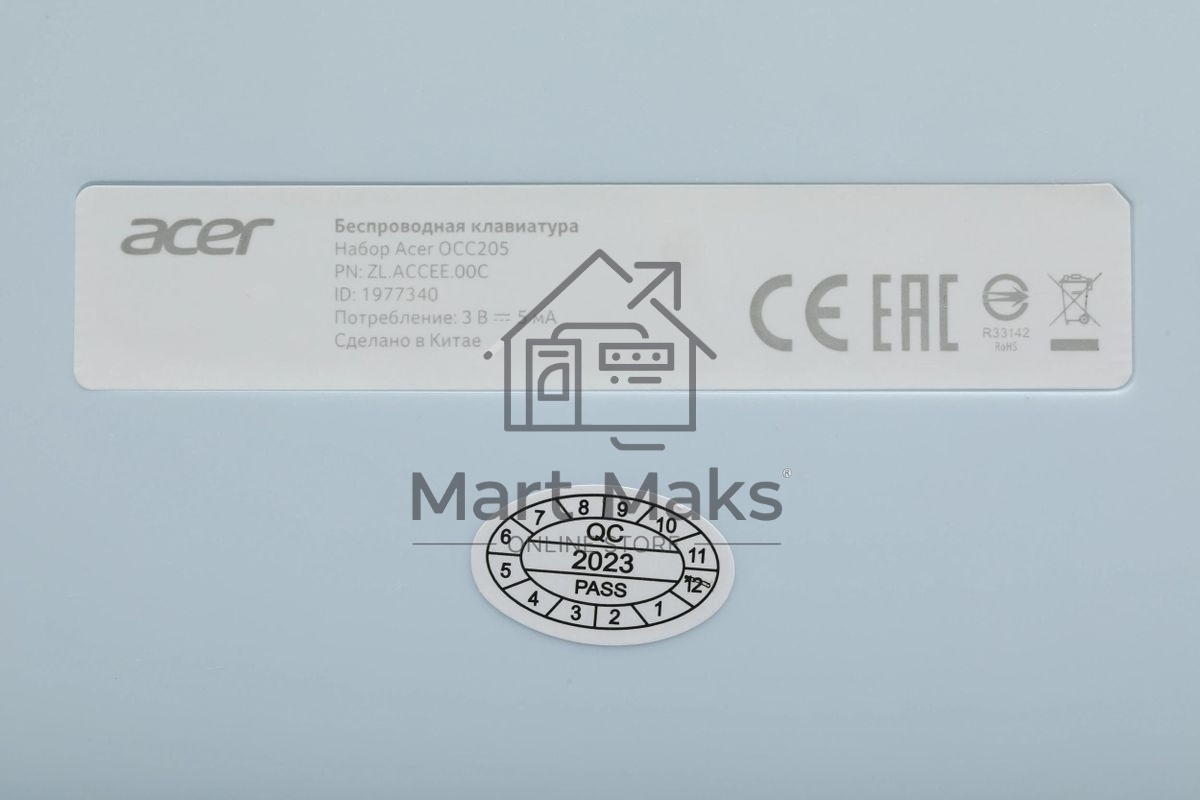 acer
Беспроводная клавиатура
Набор Acer OCC205
PN: ZL.ACCEE.00C
ID: 1977340
Потребление: 3 В ⎓ 5 мА
Сделано в Китае
CE EAC
R33142
RoHS
Mart Maks®
ONLINE STORE
QC
2023
PASS
1 2 3 4 5 6 7 8 9 10 11 12